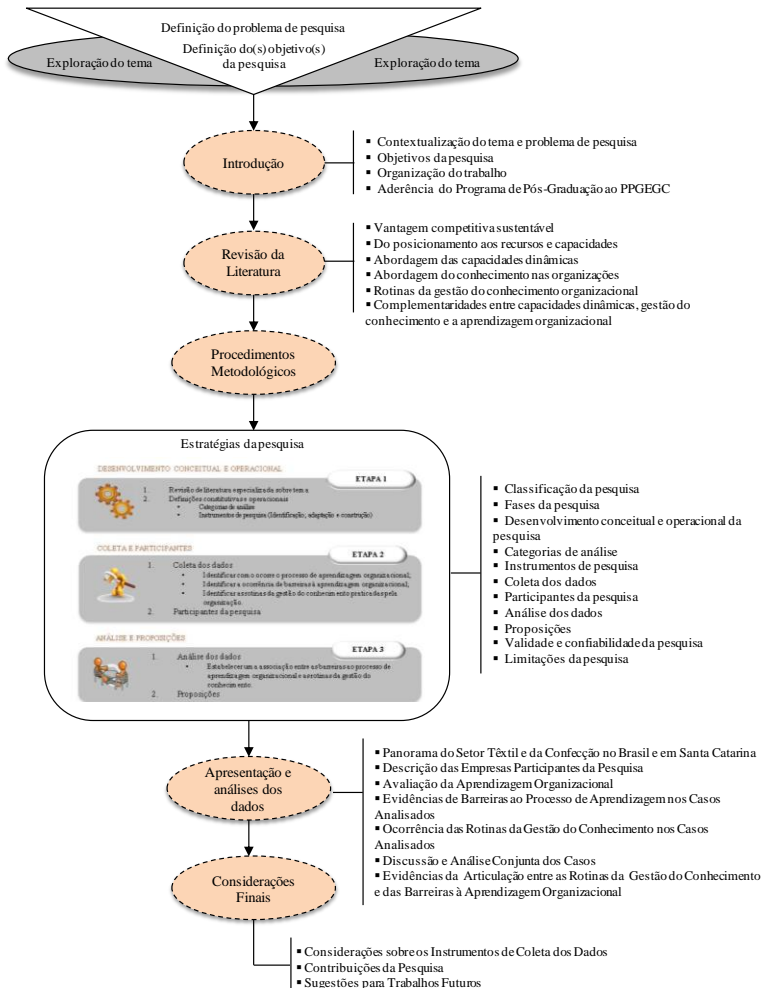 Definição do problema de pesquisa
Definição do(s) objetivo(s)
da pesquisa
Exploração do tema
Exploração do tema
Introdução
▪ Contextualização do tema e problema de pesquisa
▪ Objetivos da pesquisa
▪ Organização do trabalho
▪ Aderência do Programa de Pós-Graduação ao PPGEGC
Revisão da
Literatura
▪ Vantagem competitiva sustentável
▪ Do posicionamento aos recursos e capacidades
▪ Abordagem das capacidades dinâmicas
▪ Abordagem do conhecimento nas organizações
▪ Rotinas da gestão do conhecimento organizacional
▪ Complementaridades entre capacidades dinâmicas, gestão do
conhecimento e a aprendizagem organizacional
Procedimentos
Metodológicos
Estratégias da pesquisa
DESENVOLVIMENTO CONCEITUAL E OPERACIONAL
ETAPA 1
1. Revisão de literatura especializada sobre tema
2. Definições constitutivas e operacionais
• Categorias de análise
• Instrumentos de pesquisa (Identificação, adaptação e construção)
COLETA E PARTICIPANTES
ETAPA 2
1. Coleta dos dados
• Identificar como ocorre o processo de aprendizagem organizacional;
• Identificar a ocorrência de barreiras à aprendizagem organizacional;
• Identificar as rotinas da gestão do conhecimento praticadas pela
organização.
2. Participantes da pesquisa
ANÁLISE E PROPOSIÇÕES
ETAPA 3
1. Análise dos dados
• Estabelecer uma associação entre as barreiras ao processo de
aprendizagem organizacional e as rotinas da gestão do
conhecimento.
2. Proposições
▪ Classificação da pesquisa
▪ Fases da pesquisa
▪ Desenvolvimento conceitual e operacional da
pesquisa
▪ Categorias de análise
▪ Instrumentos de pesquisa
▪ Coleta dos dados
▪ Participantes da pesquisa
▪ Análise dos dados
▪ Proposições
▪ Validade e confiabilidade da pesquisa
▪ Limitações da pesquisa
Apresentação e
análises dos
dados
▪ Panorama do Setor Têxtil e da Confecção no Brasil e em Santa Catarina
▪ Descrição das Empresas Participantes da Pesquisa
▪ Avaliação da Aprendizagem Organizacional
▪ Evidências de Barreiras ao Processo de Aprendizagem nos Casos
Analisados
▪ Ocorrência das Rotinas da Gestão do Conhecimento nos Casos
Analisados
▪ Discussão e Análise Conjunta dos Casos
▪ Evidências da Articulação entre as Rotinas da Gestão do Conhecimento
e das Barreiras à Aprendizagem Organizacional
Considerações
Finais
▪ Considerações sobre os Instrumentos de Coleta dos Dados
▪ Contribuições da Pesquisa
▪ Sugestões para Trabalhos Futuros